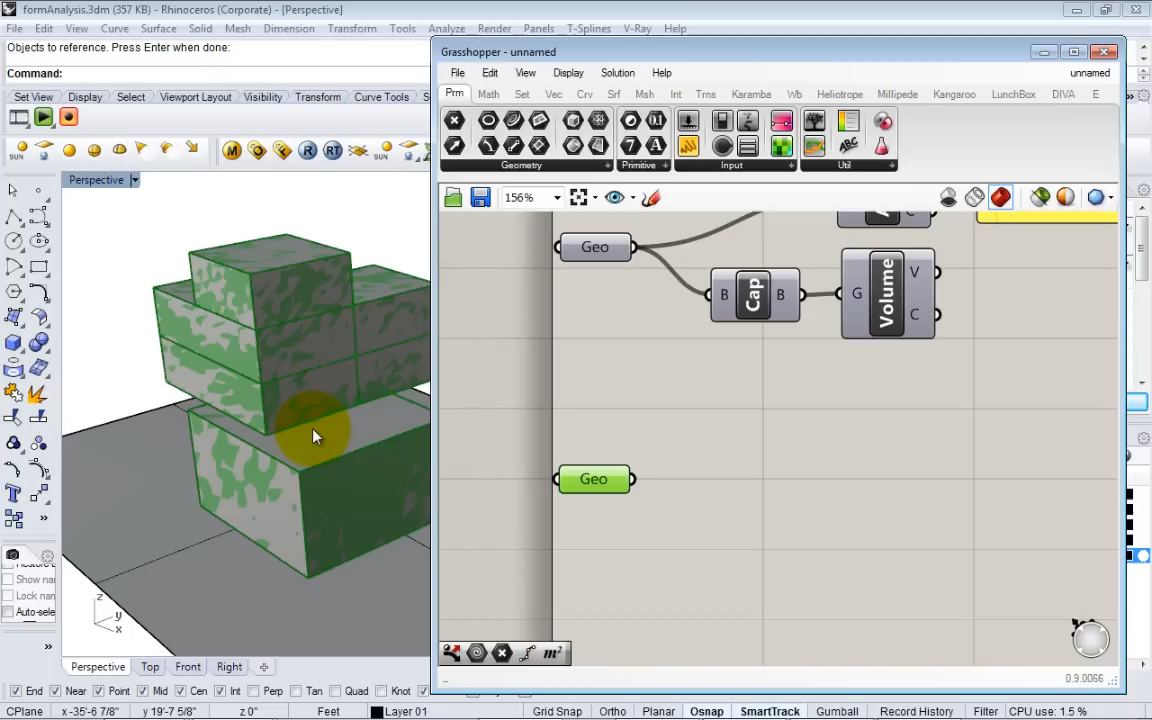 formAnalysis.3dm (357 KB) - Rhinoceros (Corporate) - [Perspective]
File Edit View Curve Surface Solid Mesh Dimension Transform Tools Analyze Render Panels T-Splines V-Ray Help
Objects to reference. Press Enter when done:
Command:
Set View Display Select Viewport Layout Visibility Transform Curve Tools
SUN SUN M O F R RT SUN
Perspective
Grasshopper - unnamed
File Edit View Display Solution Help unnamed
Prm Math Set Vec Crv Srf Msh Int Trns Karamba Wb Heliotrope Millipede Kangaroo LunchBox DIVA E
Geometry Primitive Input Util
156%
Geo
B Cap B
G Volume V C
C
Geo
m²
0.9.0066
Show na
Lock nam
Auto-sele
z
y
x
Perspective Top Front Right
End Near Point Mid Cen Int Perp Tan Quad Knot
CPlane x -35'-6 7/8" y 19'-7 5/8" z 0" Feet Layer 01 Grid Snap Ortho Planar Osnap SmartTrack Gumball Record History Filter CPU use: 1.5 %